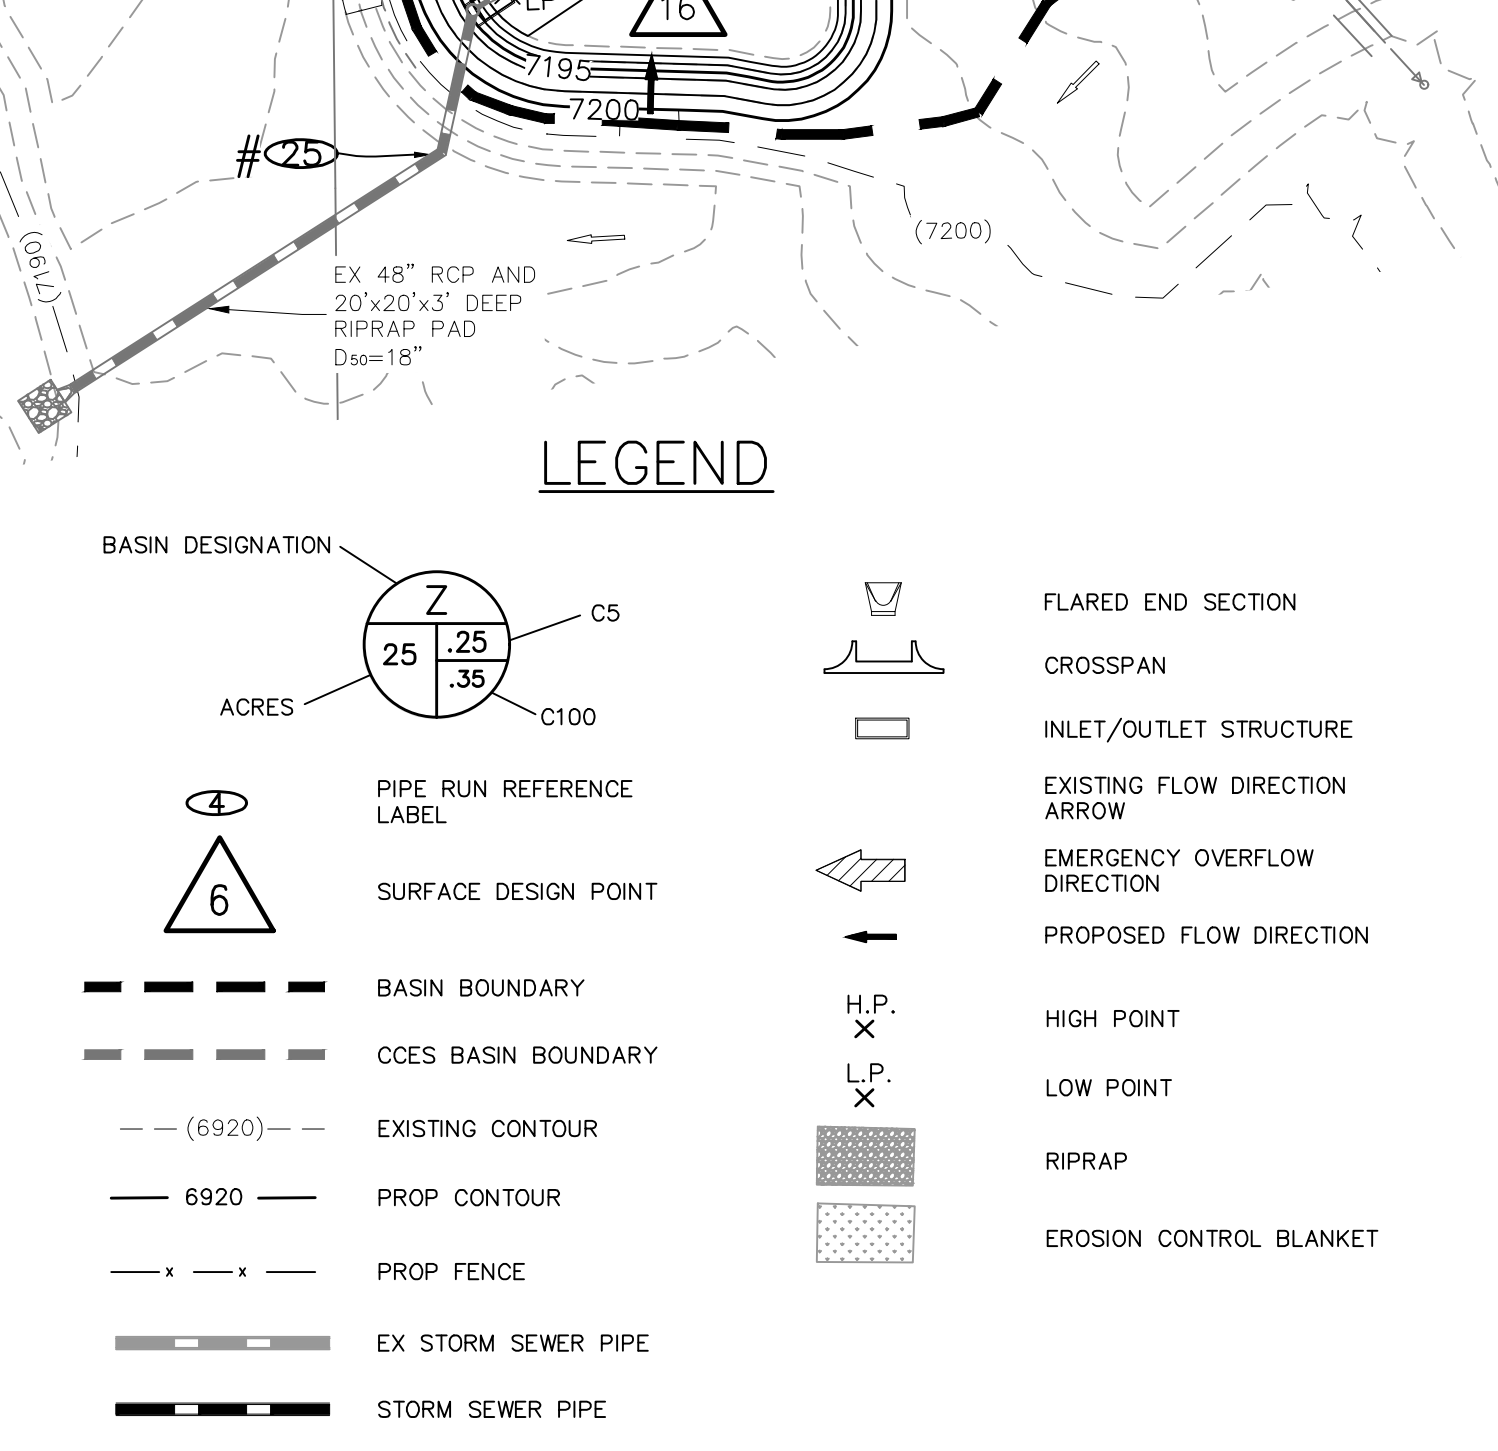 LP
16
7195
7200
# 25
(7200)
(7190)
EX 48" RCP AND
20'x20'x3' DEEP
RIPRAP PAD
D50=18"
LEGEND
BASIN DESIGNATION
Z
25
.25
.35
C5
ACRES
C100
4
PIPE RUN REFERENCE
LABEL
6
SURFACE DESIGN POINT
BASIN BOUNDARY
CCES BASIN BOUNDARY
(6920)
EXISTING CONTOUR
6920
PROP CONTOUR
x x
PROP FENCE
EX STORM SEWER PIPE
STORM SEWER PIPE
FLARED END SECTION
CROSSPAN
INLET/OUTLET STRUCTURE
EXISTING FLOW DIRECTION
ARROW
EMERGENCY OVERFLOW
DIRECTION
PROPOSED FLOW DIRECTION
H.P.
HIGH POINT
L.P.
LOW POINT
RIPRAP
EROSION CONTROL BLANKET